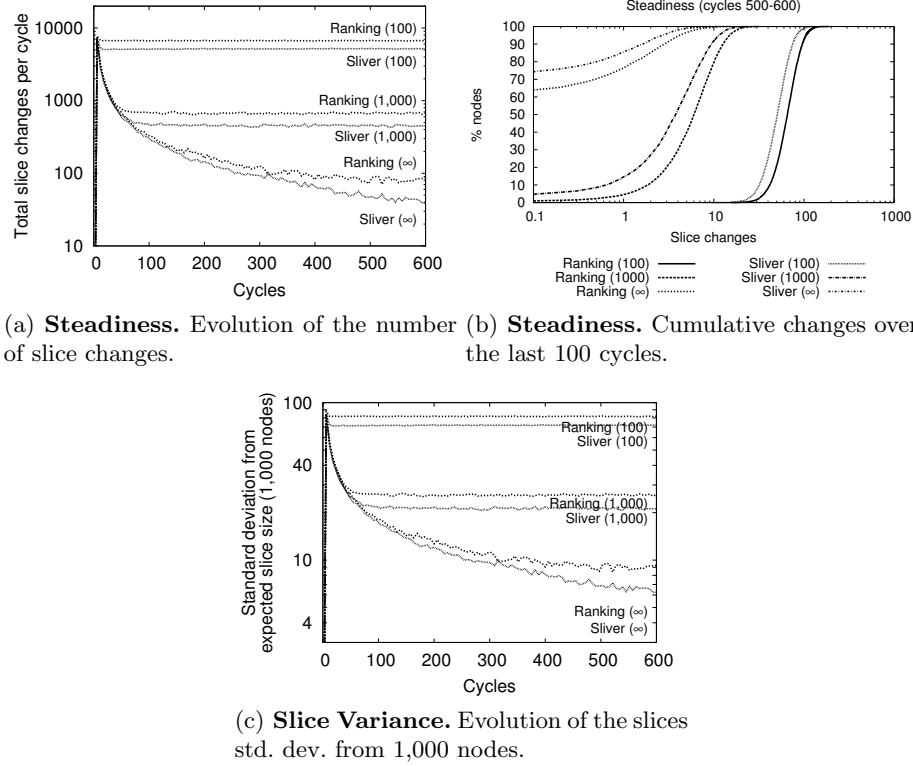 10000
1000
100
10
Total slice changes per cycle
Ranking (100)
Sliver (100)
Ranking (1,000)
Sliver (1,000)
Ranking (∞)
Sliver (∞)
0 100 200 300 400 500 600
Cycles
Steadiness (cycles 500-600)
100
90
80
70
60
50
40
30
20
10
0
% nodes
0.1 1 10 100 1000
Slice changes
Ranking (100)
Ranking (1000)
Ranking (∞)
Sliver (100)
Sliver (1000)
Sliver (∞)
(a) Steadiness. Evolution of the number
of slice changes.
(b) Steadiness. Cumulative changes over
the last 100 cycles.
100
40
10
4
Standard deviation from
expected slice size (1,000 nodes)
Ranking (100)
Sliver (100)
Ranking (1,000)
Sliver (1,000)
Ranking (∞)
Sliver (∞)
0 100 200 300 400 500 600
Cycles
(c) Slice Variance. Evolution of the slices
std. dev. from 1,000 nodes.